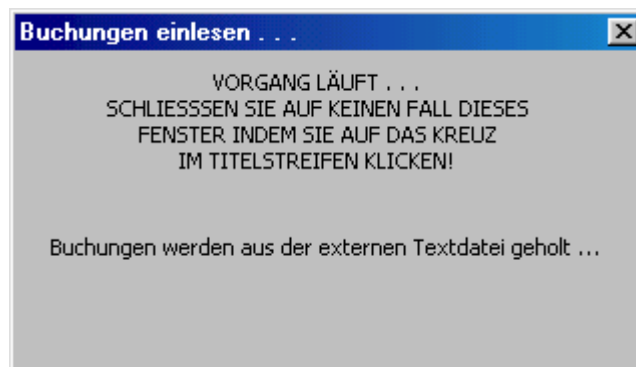 Buchungen einlesen . . .
VORGANG LÄUFT . . .
SCHLIESSSEN SIE AUF KEINEN FALL DIESES
FENSTER INDEM SIE AUF DAS KREUZ
IM TITELSTREIFEN KLICKEN!
Buchungen werden aus der externen Textdatei geholt ...